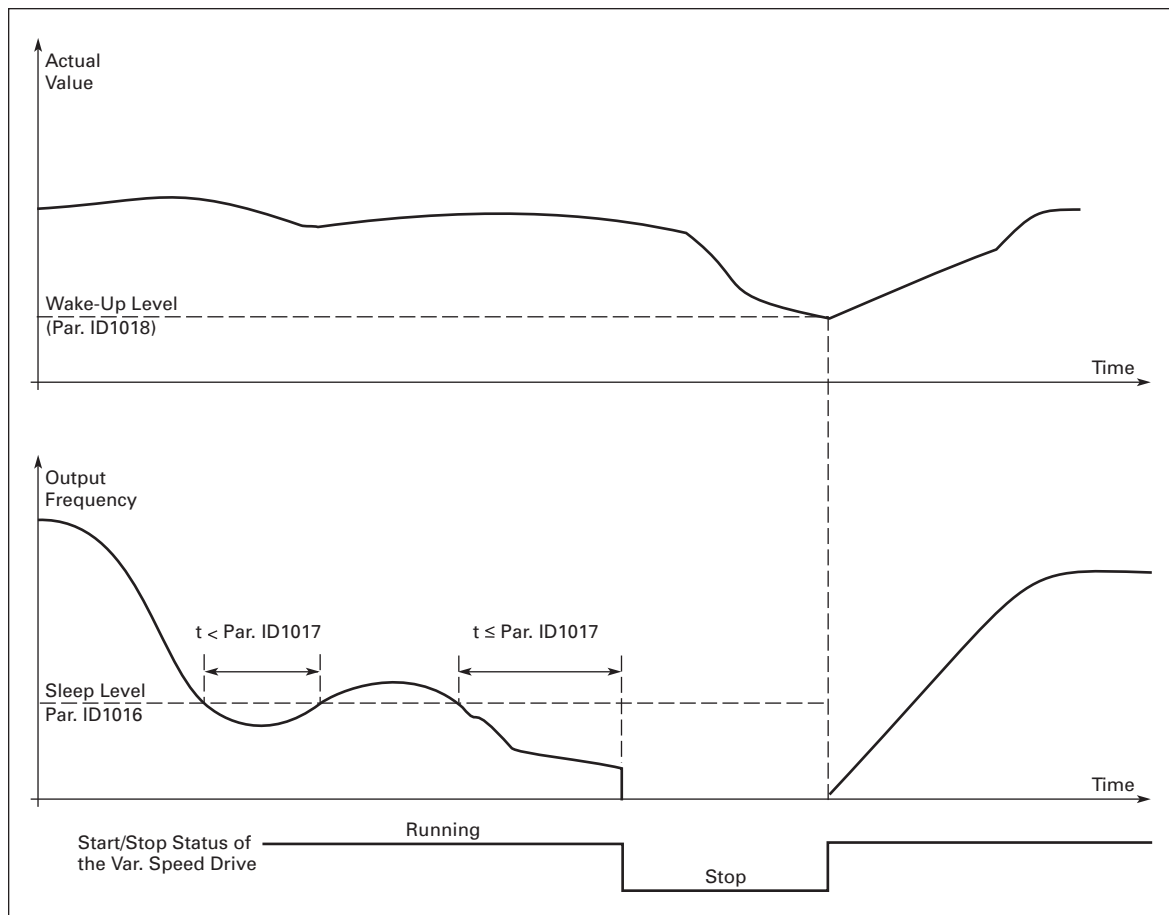 Actual
Value
Wake-Up Level
(Par. ID1018)
Time
Output
Frequency
t < Par. ID1017
t ≤ Par. ID1017
Sleep Level
Par. ID1016
Time
Running
Start/Stop Status of
the Var. Speed Drive
Stop